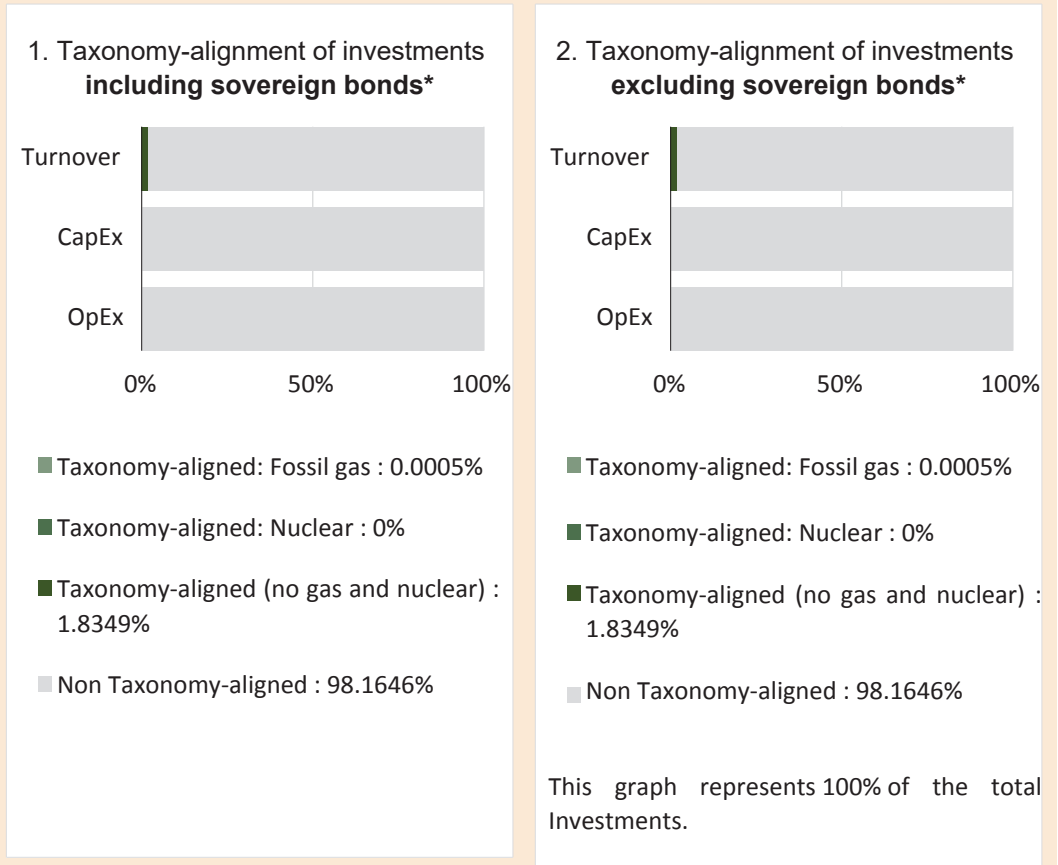 1. Taxonomy-alignment of investments
including sovereign bonds*
Turnover
CapEx
OpEx
0% 50% 100%
Taxonomy-aligned: Fossil gas : 0.0005%
Taxonomy-aligned: Nuclear : 0%
Taxonomy-aligned (no gas and nuclear) :
1.8349%
Non Taxonomy-aligned : 98.1646%
2. Taxonomy-alignment of investments
excluding sovereign bonds*
Turnover
CapEx
OpEx
0% 50% 100%
Taxonomy-aligned: Fossil gas : 0.0005%
Taxonomy-aligned: Nuclear : 0%
Taxonomy-aligned (no gas and nuclear) :
1.8349%
Non Taxonomy-aligned : 98.1646%
This graph represents 100% of the total
Investments.